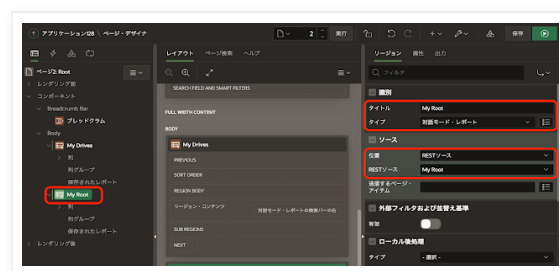 アプリケーション128 \ ページ・デザイナ
2
実行
保存
ページ2: Root
レンダリング前
コンポーネント
Breadcrumb Bar
ブレッドクラム
Body
My Drives
列
列グループ
保存されたレポート
My Root
列
列グループ
保存されたレポート
レンダリング後
レイアウト ページ検索 ヘルプ
SEARCH FIELD AND SMART FILTERS
FULL WIDTH CONTENT
BODY
My Drives
PREVIOUS
SORT ORDER
REGION BODY
リージョン・コンテンツ 対話モード・レポートの検索バーの右
SUB REGIONS
NEXT
リージョン 属性 出力
フィルタ
識別
タイトル My Root
タイプ 対話モード・レポート
ソース
位置 RESTソース
RESTソース My Root
送信するページ・アイテム
外部フィルタおよび並替え基準
有効
ローカル後処理
タイプ - 選択 -